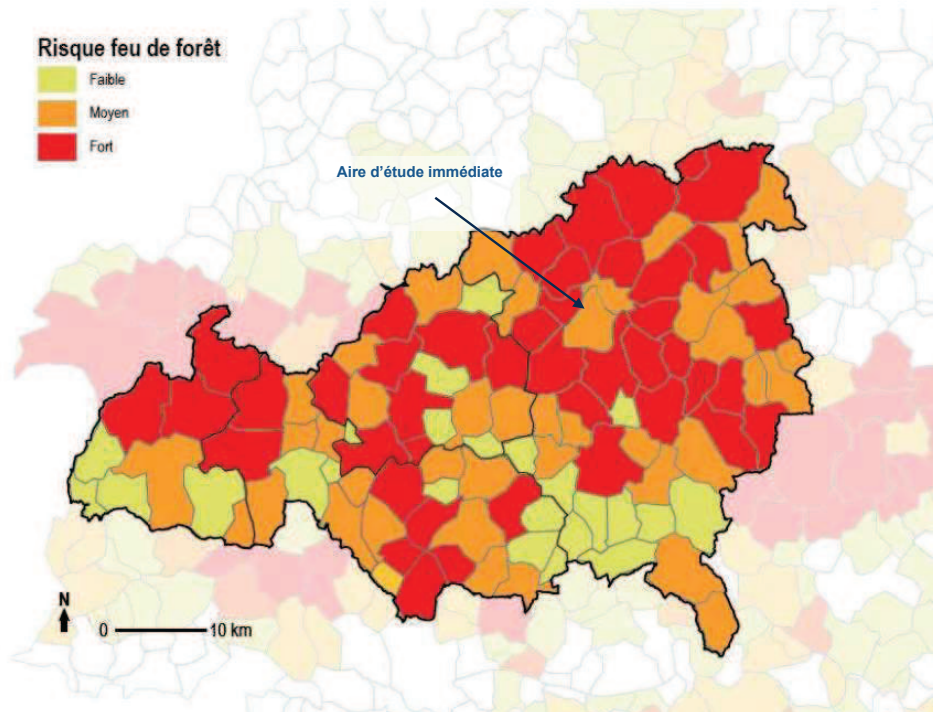 Risque feu de forêt
Faible
Moyen
Fort
Aire d'étude immédiate
N
0 10 km